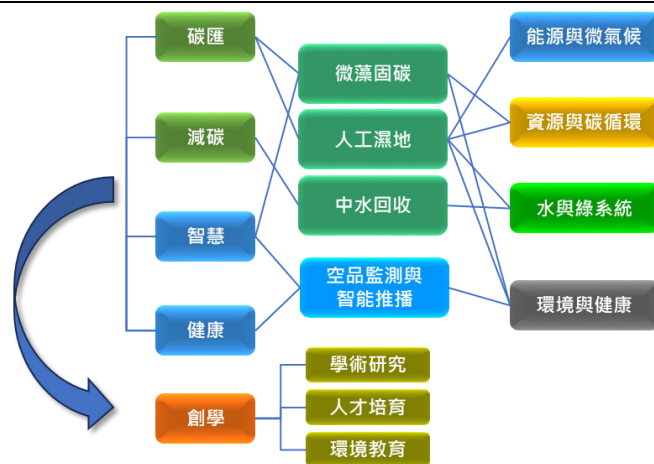 碳匯
減碳
智慧
健康
創學
微藻固碳
人工濕地
中水回收
空品監測與
智能推播
學術研究
人才培育
環境教育
能源與微氣候
資源與碳循環
水與綠系統
環境與健康